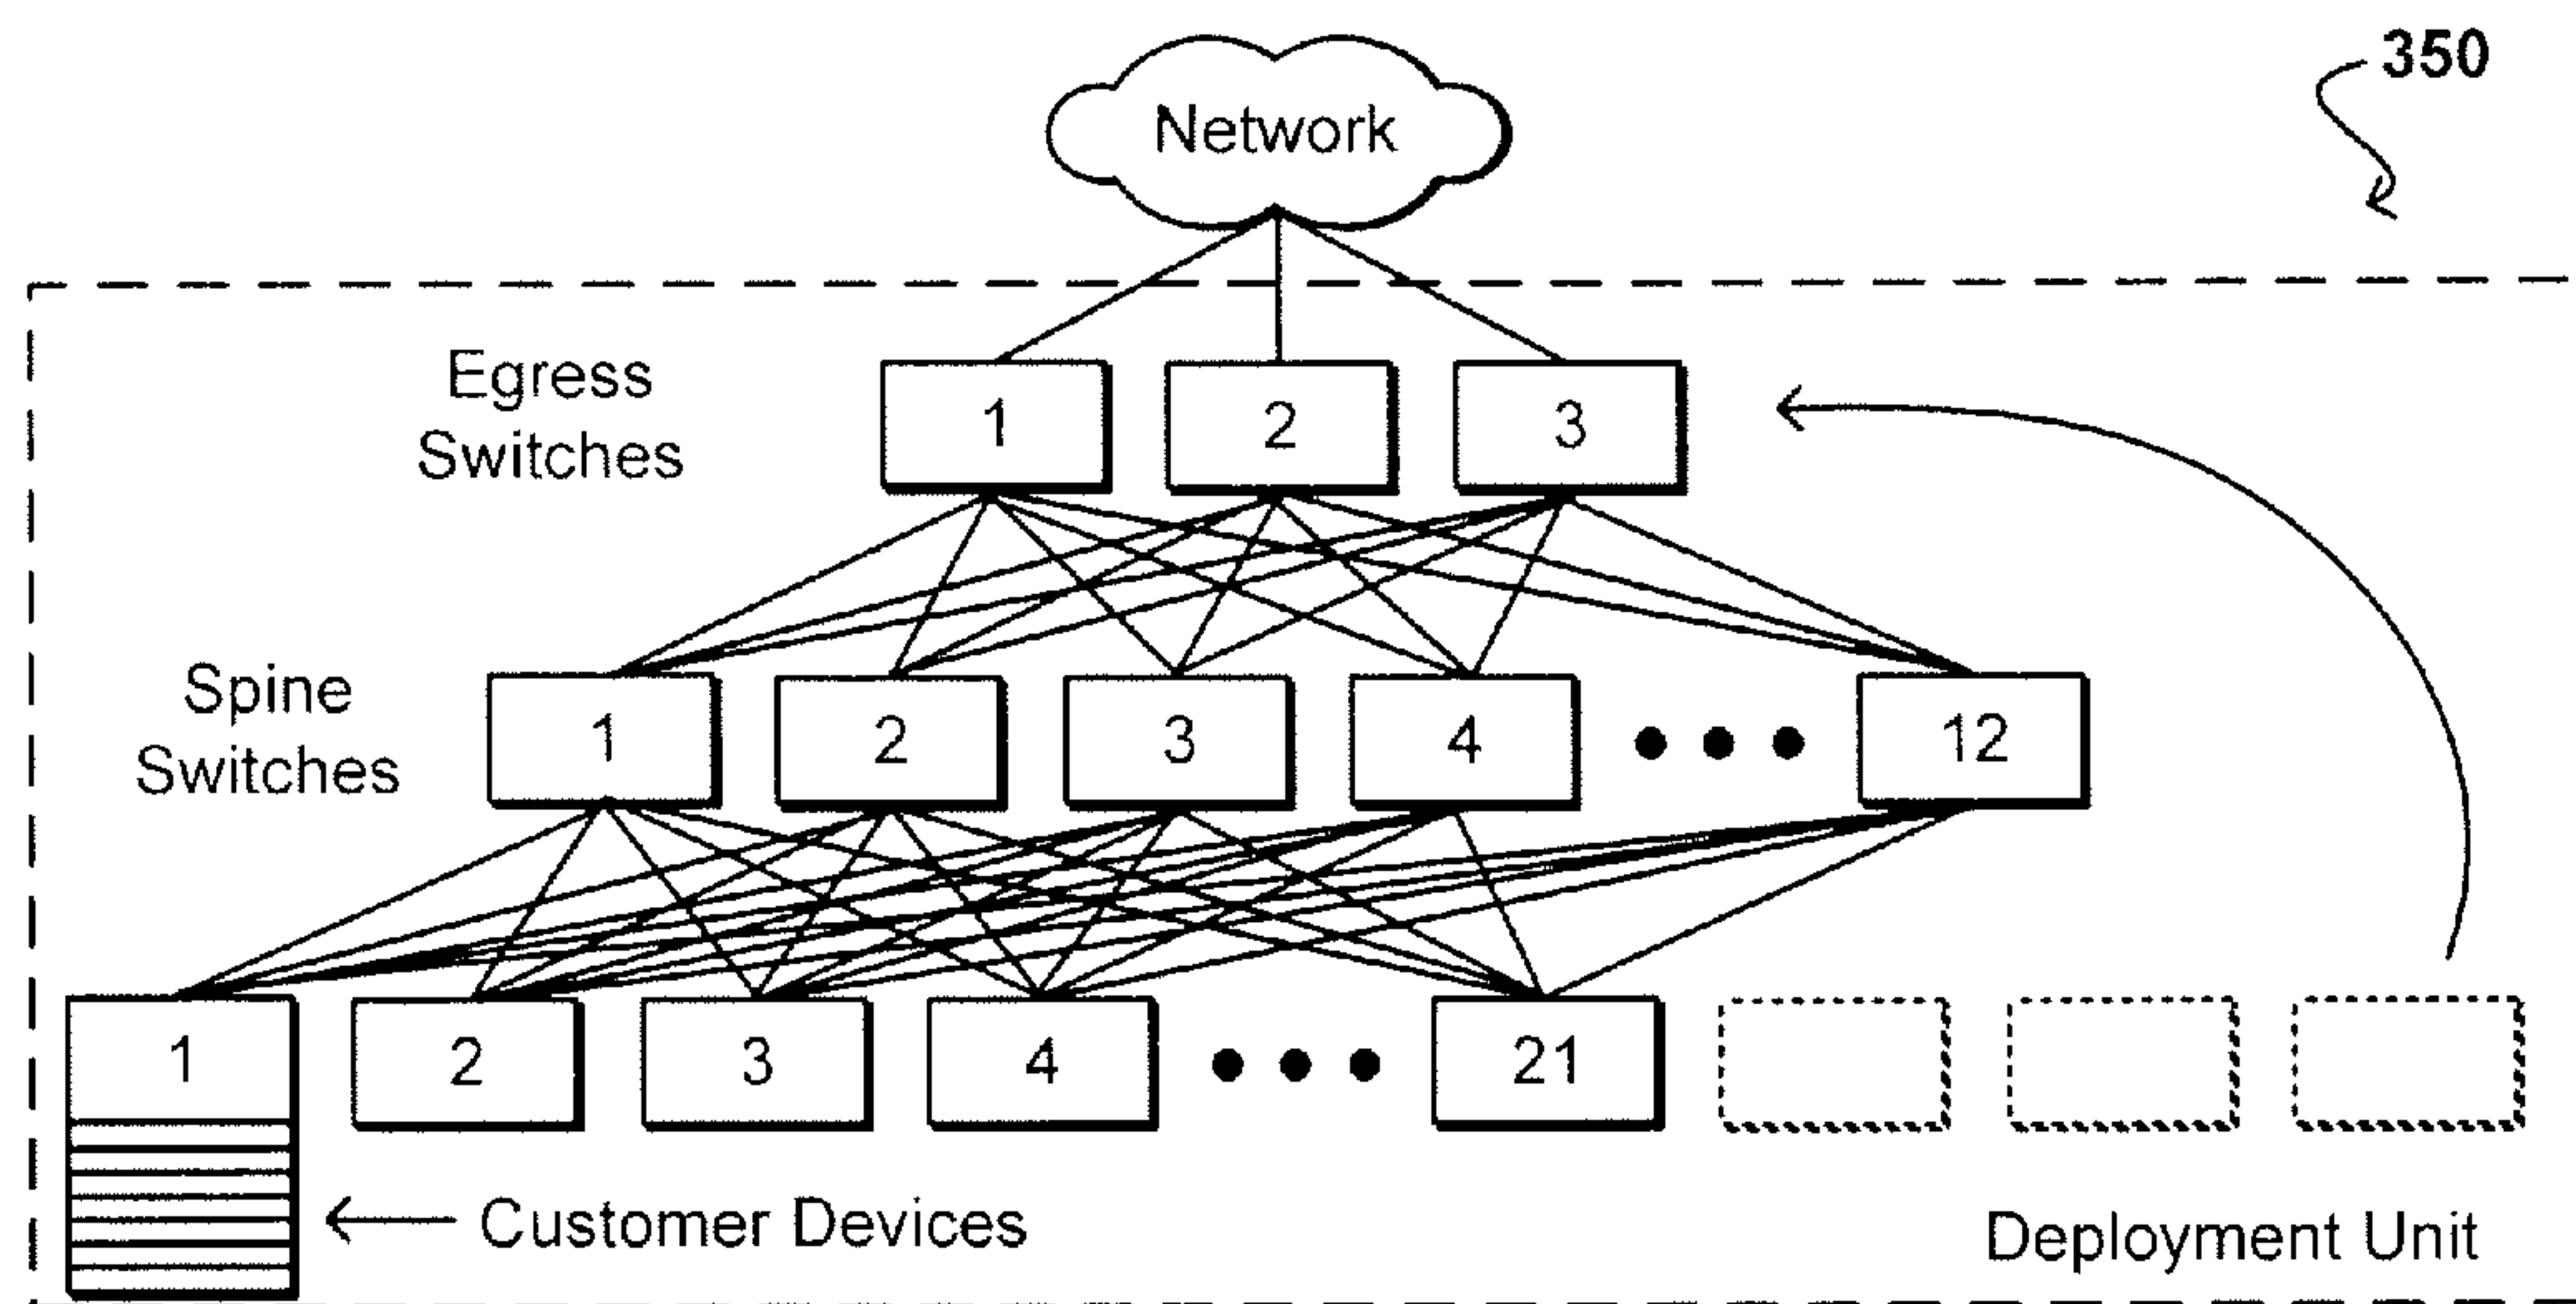 350
Network
Egress
Switches
1
2
3
Spine
Switches
1
2
3
4
12
1
2
3
4
21
Customer Devices
Deployment Unit